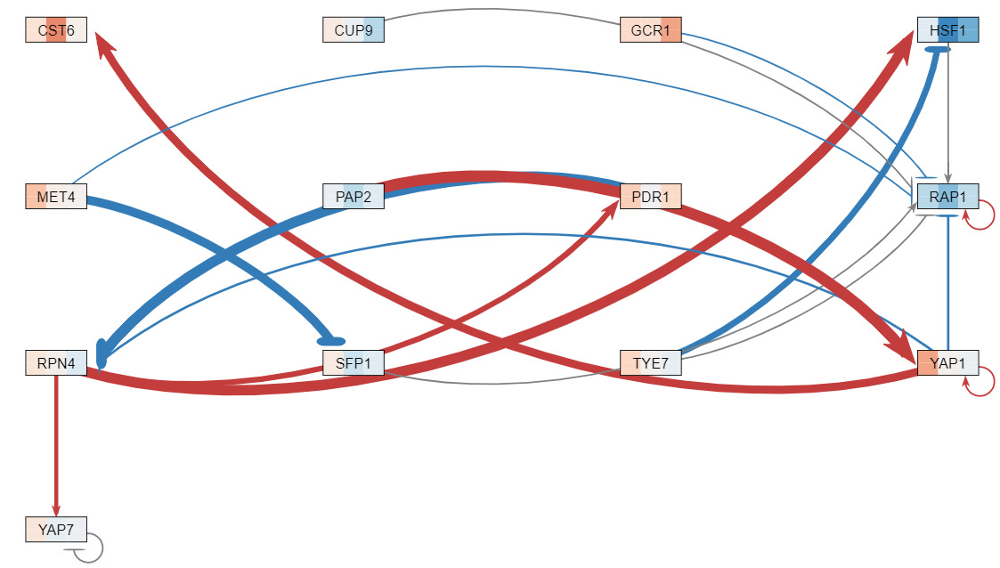 CST6
CUP9
GCR1
HSF1
MET4
PAP2
PDR1
RAP1
RPN4
SFP1
TYE7
YAP1
YAP7